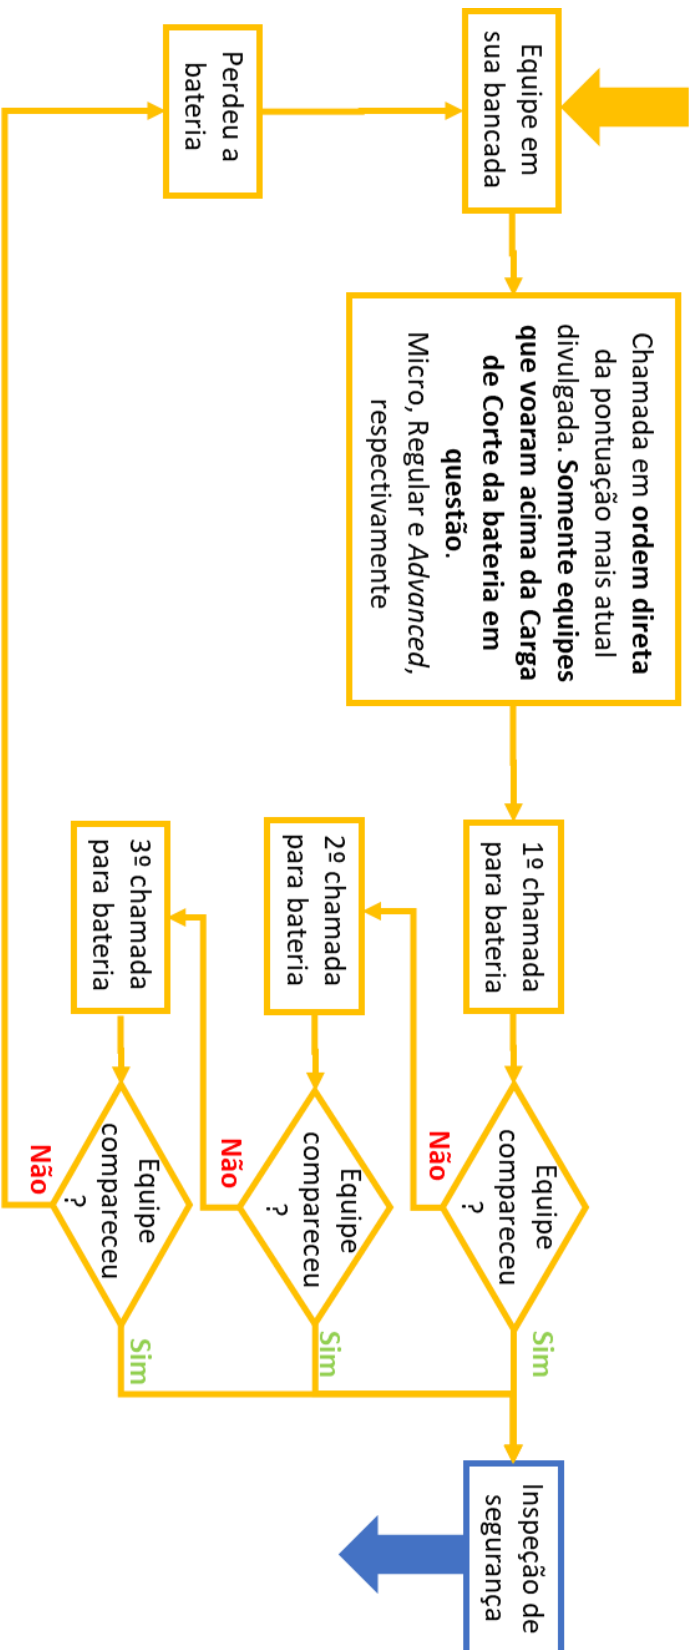 Equipe em
sua bancada
Chamada em ordem direta
da pontuação mais atual
divulgada. Somente equipes
que voaram acima da Carga
de Corte da bateria em
questão.
Micro, Regular e Advanced,
respectivamente
1º chamada
para bateria
Equipe
compareceu
?
Sim
Inspeção de
segurança
Não
2º chamada
para bateria
Equipe
compareceu
?
Sim
Não
3º chamada
para bateria
Equipe
compareceu
?
Sim
Não
Perdeu a
bateria